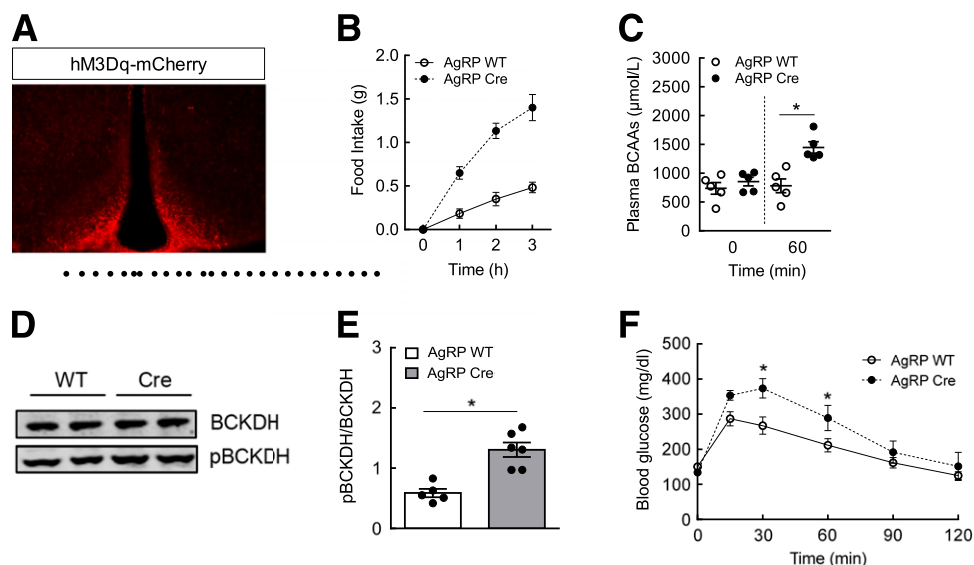 A
hM3Dq-mCherry
B
AgRP WT
AgRP Cre
Food Intake (g)
2.0
1.5
1.0
0.5
0.0
0 1 2 3
Time (h)
C
AgRP WT
AgRP Cre
Plasma BCAAs (μmol/L)
3000
2500
2000
1500
1000
500
0
*
0 60
Time (min)
D
WT Cre
BCKDH
pBCKDH
E
AgRP WT
AgRP Cre
pBCKDH/BCKDH
3
2
1
0
*
F
AgRP WT
AgRP Cre
Blood glucose (mg/dl)
500
400
300
200
100
0
* *
0 30 60 90 120
Time (min)